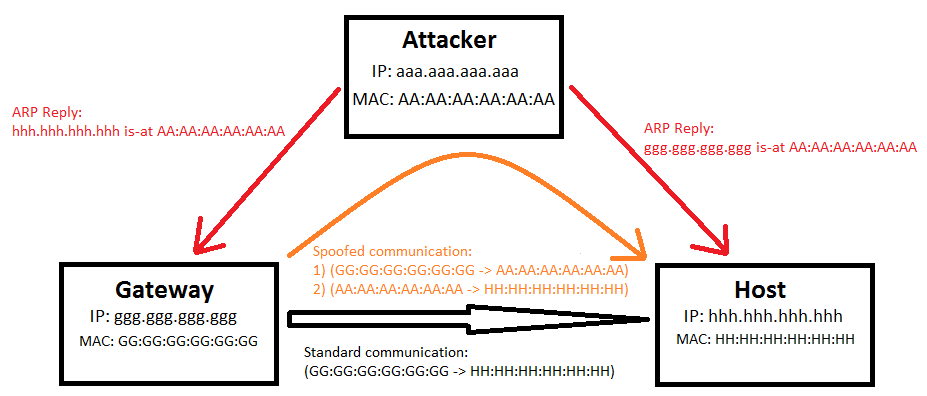 Attacker
IP: aaa.aaa.aaa.aaa
MAC: AA:AA:AA:AA:AA:AA
ARP Reply:
hhh.hhh.hhh.hhh is-at AA:AA:AA:AA:AA:AA
ARP Reply:
ggg.ggg.ggg.ggg is-at AA:AA:AA:AA:AA:AA
Spoofed communication:
1) (GG:GG:GG:GG:GG:GG -> AA:AA:AA:AA:AA:AA)
2) (AA:AA:AA:AA:AA:AA -> HH:HH:HH:HH:HH:HH)
Gateway
IP: ggg.ggg.ggg.ggg
MAC: GG:GG:GG:GG:GG:GG
Host
IP: hhh.hhh.hhh.hhh
MAC: HH:HH:HH:HH:HH:HH
Standard communication:
(GG:GG:GG:GG:GG:GG -> HH:HH:HH:HH:HH:HH)